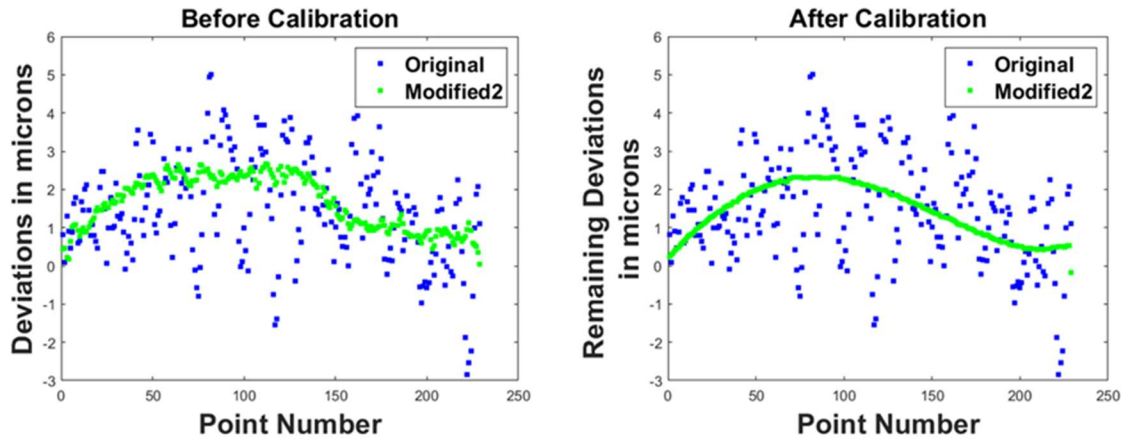 Before Calibration
Deviations in microns
6
5
4
3
2
1
0
-1
-2
-3
Original
Modified2
0
50
100
150
200
250
Point Number
After Calibration
Remaining Deviations
in microns
6
5
4
3
2
1
0
-1
-2
-3
Original
Modified2
0
50
100
150
200
250
Point Number